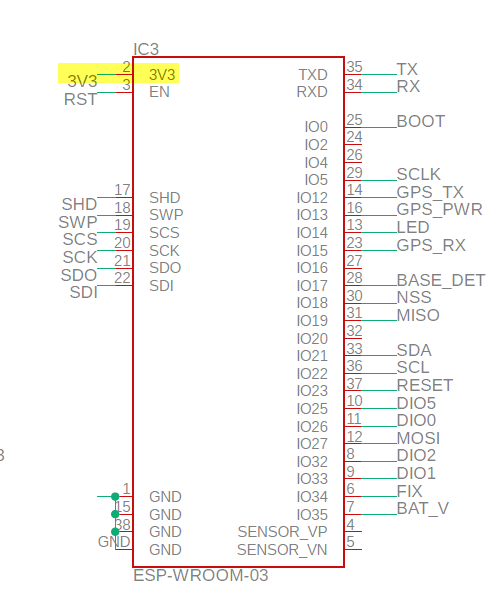 IC3
2 3V3 TXD 35 TX
3V3
3 EN RXD 34 RX
RST
IO0 25 BOOT
IO2 24
IO4 26
IO5 29 SCLK
17 SHD IO12 14 GPS_TX
SHD
18 SWP IO13 16 GPS_PWR
SWP
19 SCS IO14 13 LED
SCS
20 SCK IO15 23 GPS_RX
SCK
21 SDO IO16 27
SDO
22 SDI IO17 28 BASE_DET
SDI
IO18 30 NSS
IO19 31 MISO
IO20 32
IO21 33 SDA
IO22 36 SCL
IO23 37 RESET
IO25 10 DIO5
IO26 11 DIO0
IO27 12 MOSI
IO32 8 DIO2
3
IO33 9 DIO1
1 GND IO34 6 FIX
15 GND IO35 7 BAT_V
38 GND SENSOR_VP 4
GND
GND SENSOR_VN 5
ESP-WROOM-03